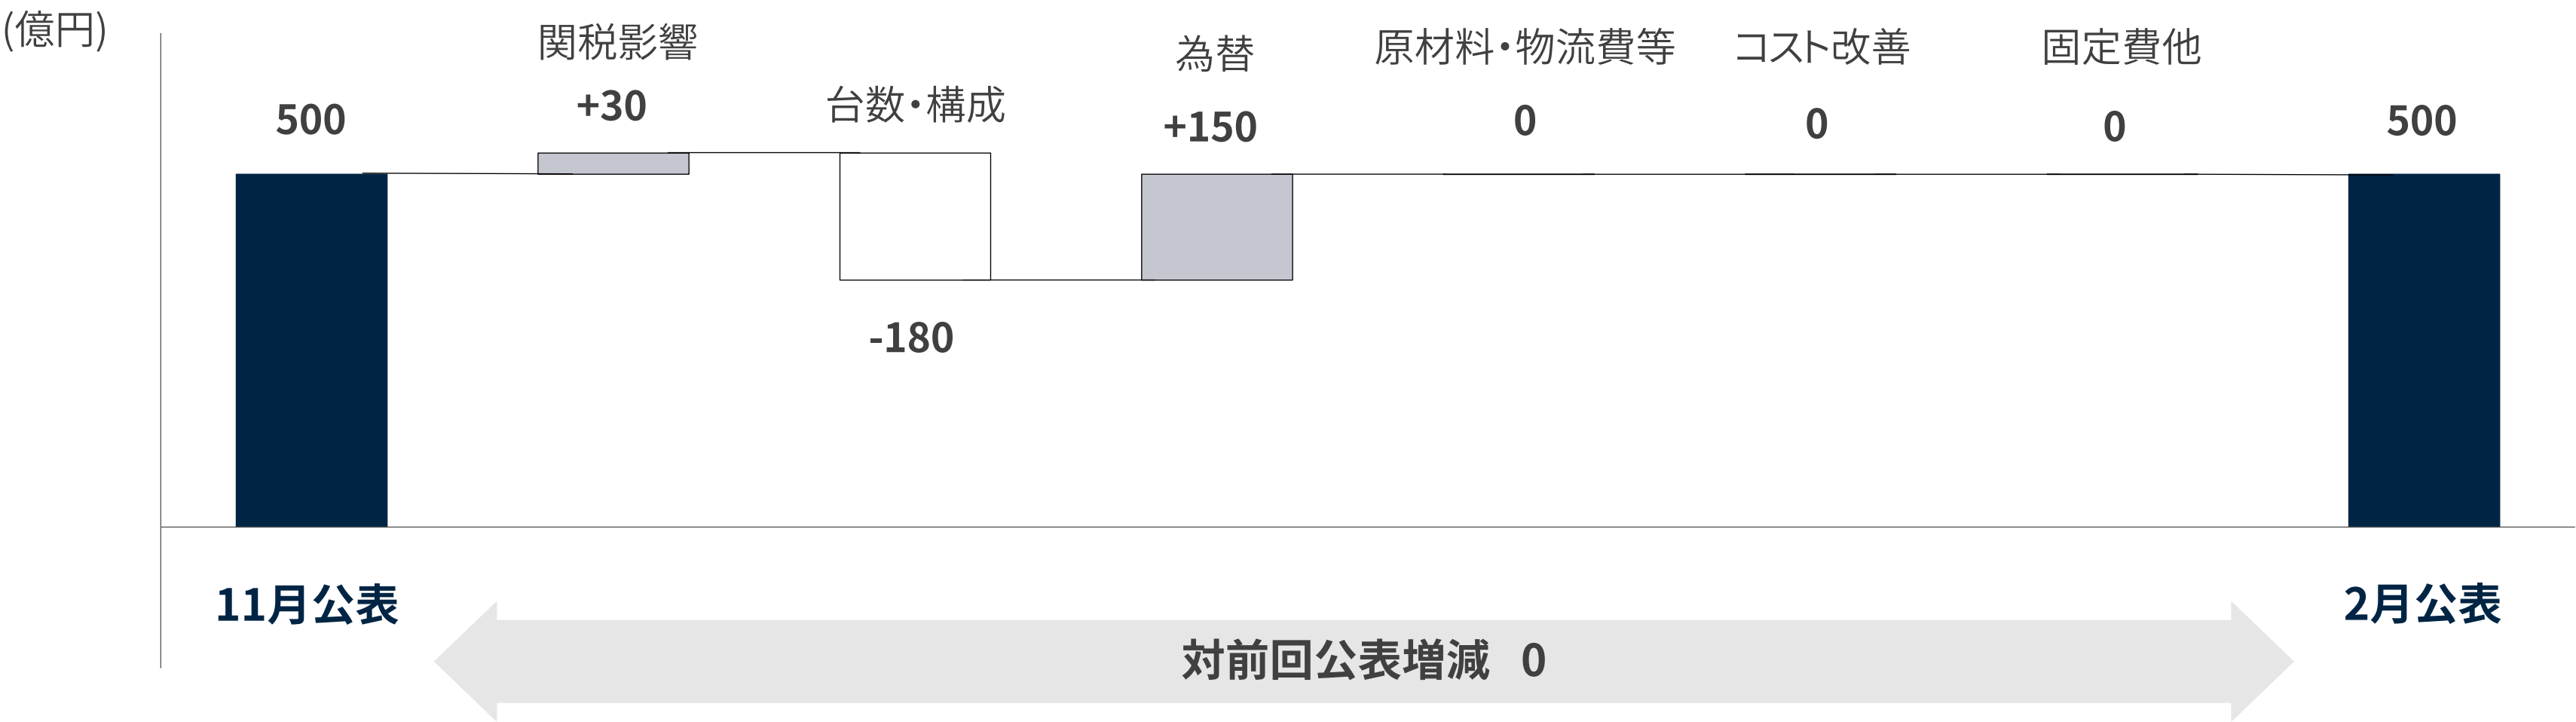 (億円)
関税影響
台数・構成
為替
原材料・物流費等
コスト改善
固定費他
500
+30
-180
+150
0
0
0
500
11月公表
2月公表
対前回公表増減 0